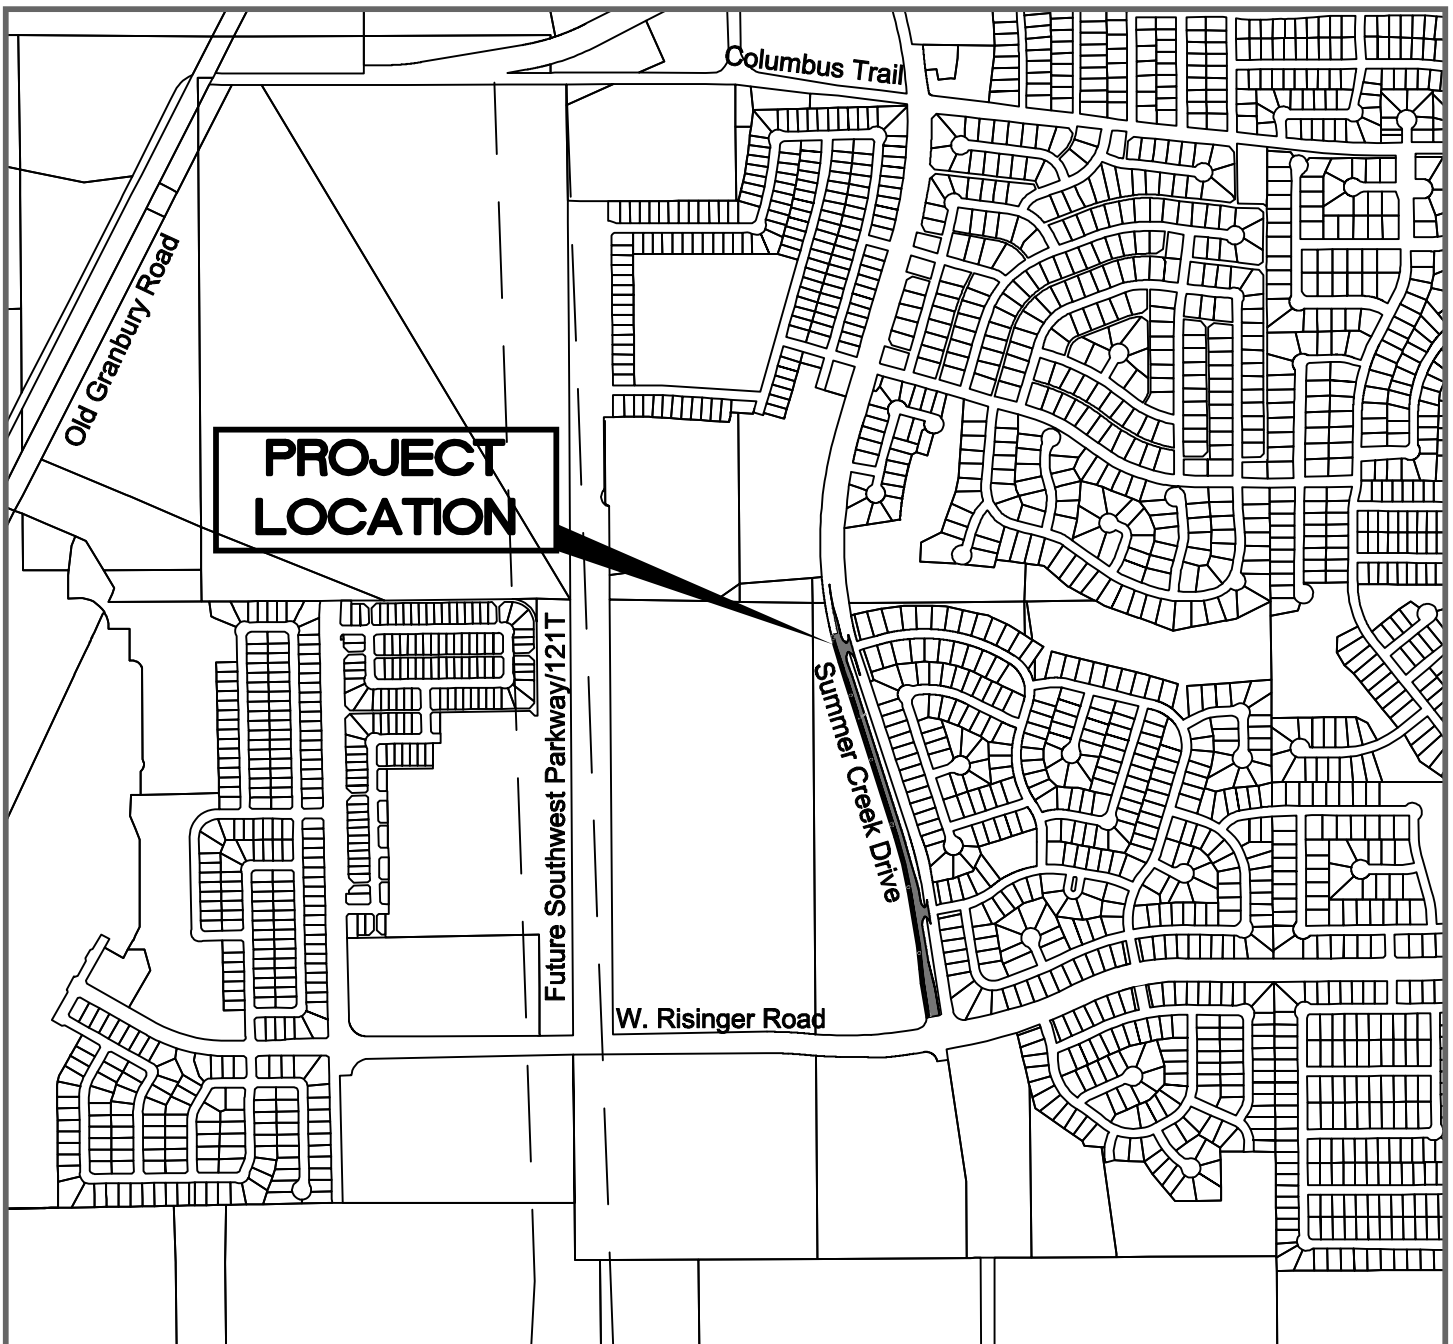 Columbus Trail
Old Granbury Road
PROJECT
LOCATION
Future Southwest Parkway/121T
Summer Creek Drive
W. Risinger Road